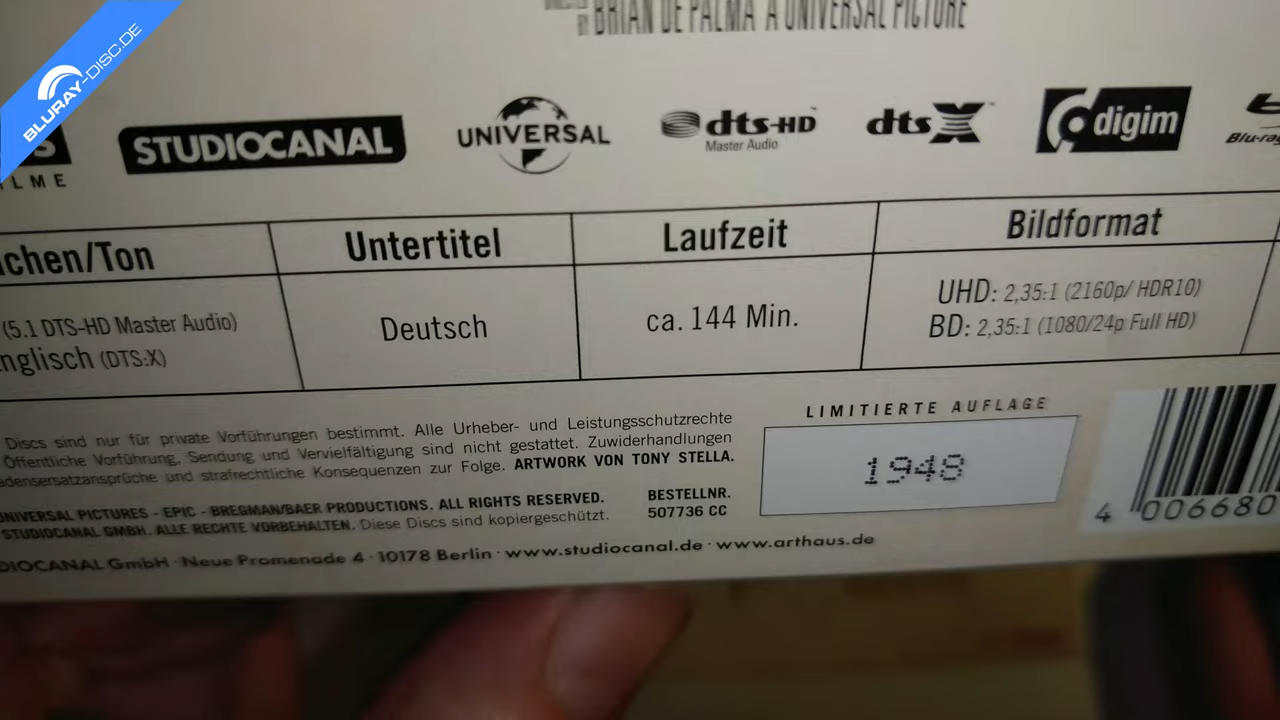 BLURAY-DISC.DE
BY BRIAN DE PALMA A UNIVERSAL PICTURE
STUDIOCANAL
UNIVERSAL
dts-HD
Master Audio
dts X
digim
Blu-ray
LME
chen/Ton
Untertitel
Laufzeit
Bildformat
(5.1 DTS-HD Master Audio)
nglisch (DTS:X)
Deutsch
ca. 144 Min.
UHD: 2,35:1 (2160p/ HDR10)
BD: 2,35:1 (1080/24p Full HD)
Discs sind nur für private Vorführungen bestimmt. Alle Urheber- und Leistungsschutzrechte
Öffentliche Vorführung, Sendung und Vervielfältigung sind nicht gestattet. Zuwiderhandlungen
adensersatzansprüche und strafrechtliche Konsequenzen zur Folge. ARTWORK VON TONY STELLA.
UNIVERSAL PICTURES - EPIC - BREGMAN/BAER PRODUCTIONS. ALL RIGHTS RESERVED.
STUDIOCANAL GMBH. ALLE RECHTE VORBEHALTEN. Diese Discs sind kopiergeschützt.
BESTELLNR.
507736 CC
DIOCANAL GmbH · Neue Promenade 4 · 10178 Berlin · www.studiocanal.de · www.arthaus.de
LIMITIERTE AUFLAGE
1948
4 006680